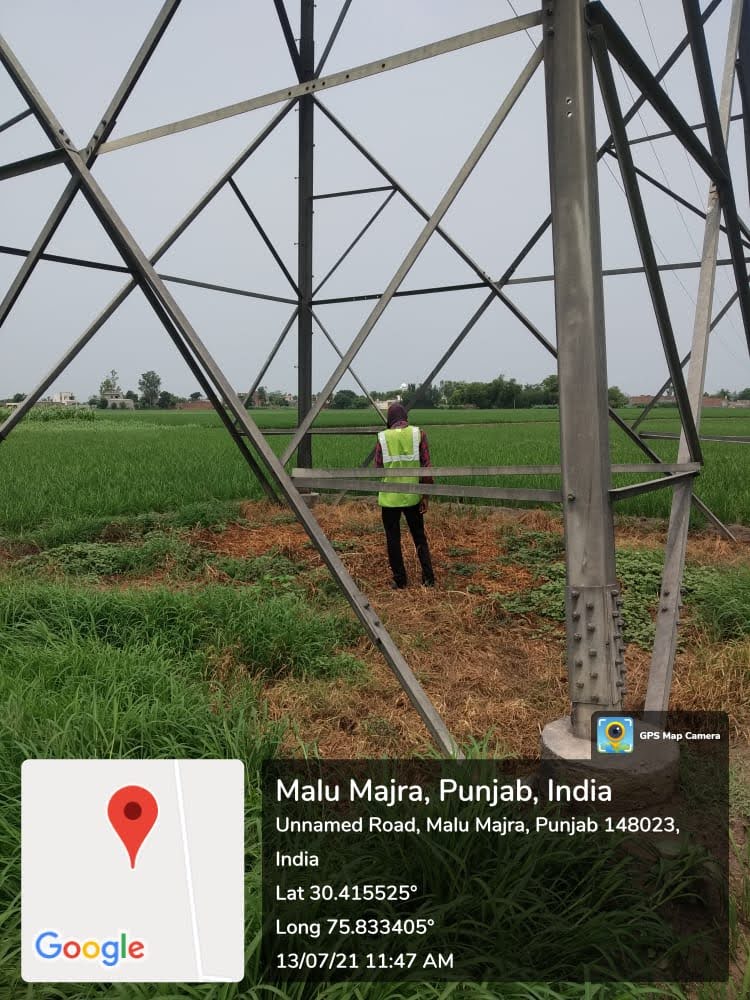 GPS Map Camera
Malu Majra, Punjab, India
Unnamed Road, Malu Majra, Punjab 148023,
India
Lat 30.415525°
Long 75.833405°
13/07/21 11:47 AM
Google